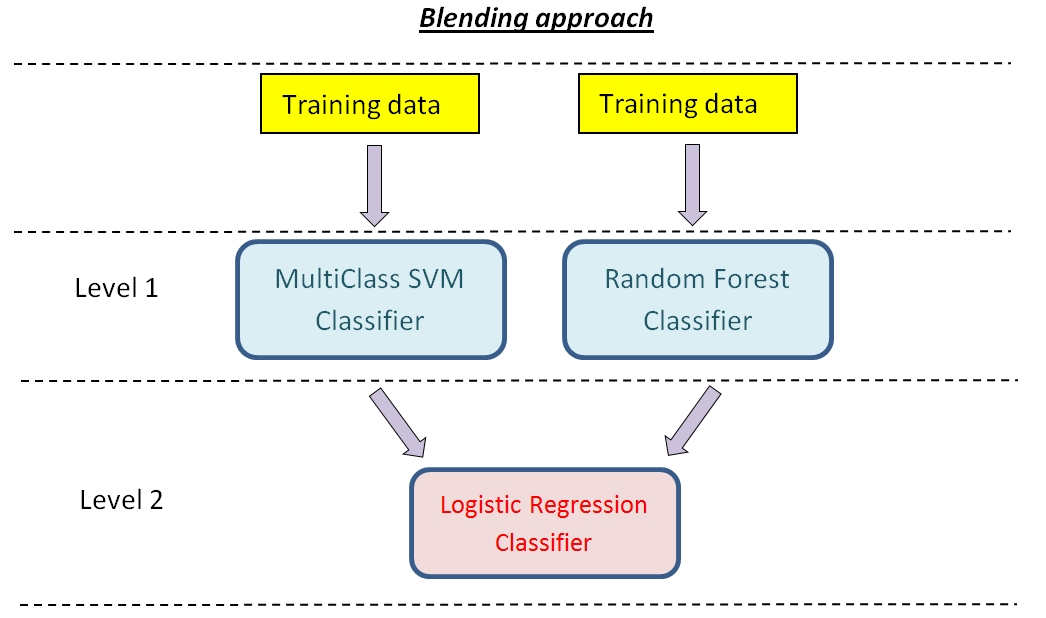 Blending approach
Training data
Training data
Level 1
MultiClass SVM
Classifier
Random Forest
Classifier
Level 2
Logistic Regression
Classifier